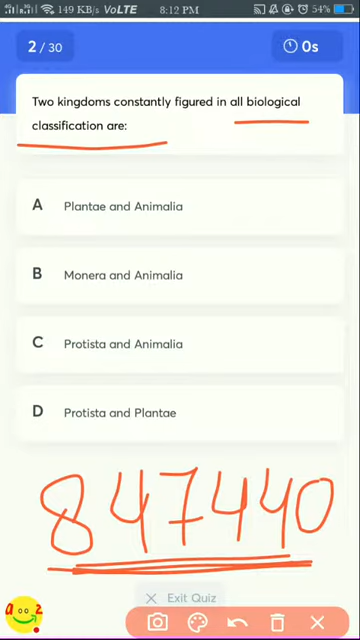 149 KB/s VoLTE 8:12 PM 54%
2 / 30
0s
Two kingdoms constantly figured in all biological
classification are:
A Plantae and Animalia
B Monera and Animalia
C Protista and Animalia
D Protista and Plantae
847440
Exit Quiz
a z